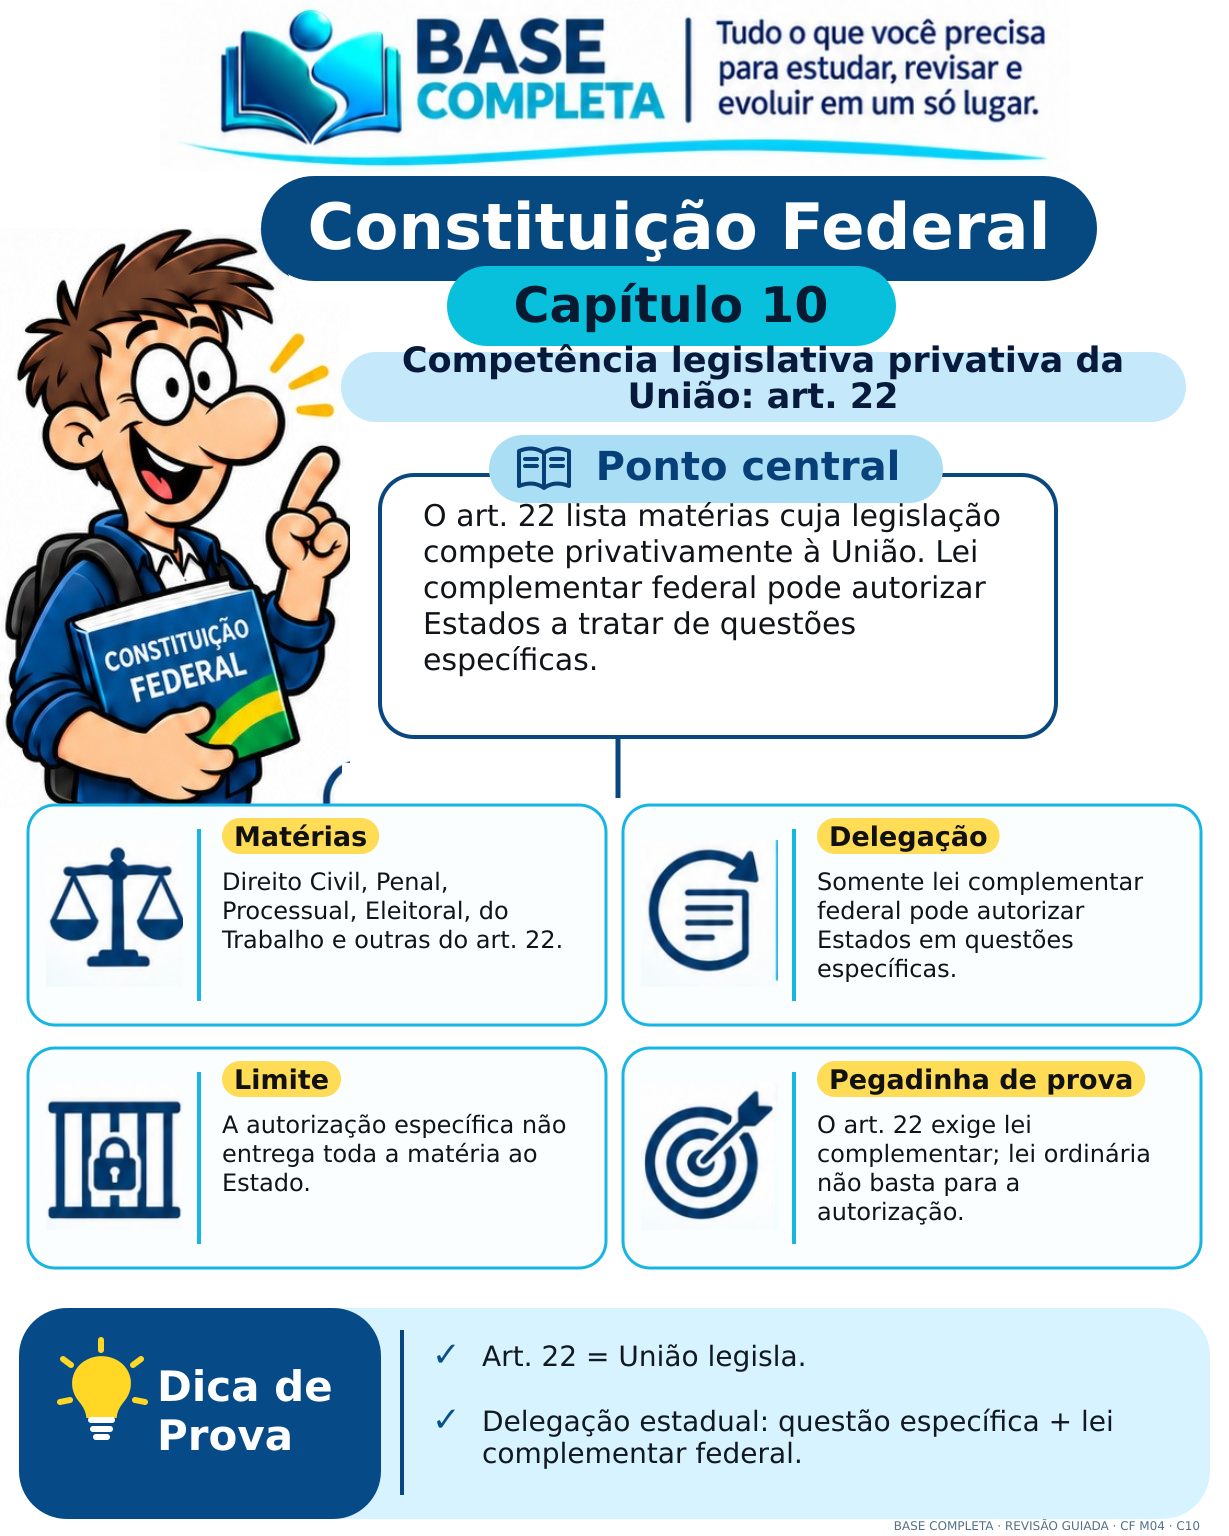 BASE
COMPLETA
Tudo o que você precisa
para estudar, revisar e
evoluir em um só lugar.
Constituição Federal
Capítulo 10
Competência legislativa privativa da
União: art. 22
Ponto central
O art. 22 lista matérias cuja legislação
compete privativamente à União. Lei
complementar federal pode autorizar
Estados a tratar de questões
específicas.
CONSTITUIÇÃO
FEDERAL
Matérias
Direito Civil, Penal,
Processual, Eleitoral, do
Trabalho e outras do art. 22.
Delegação
Somente lei complementar
federal pode autorizar
Estados em questões
específicas.
Limite
A autorização específica não
entrega toda a matéria ao
Estado.
Pegadinha de prova
O art. 22 exige lei
complementar; lei ordinária
não basta para a
autorização.
Dica de
Prova
✓ Art. 22 = União legisla.
✓ Delegação estadual: questão específica + lei
complementar federal.
BASE COMPLETA · REVISÃO GUIADA · CF M04 · C10